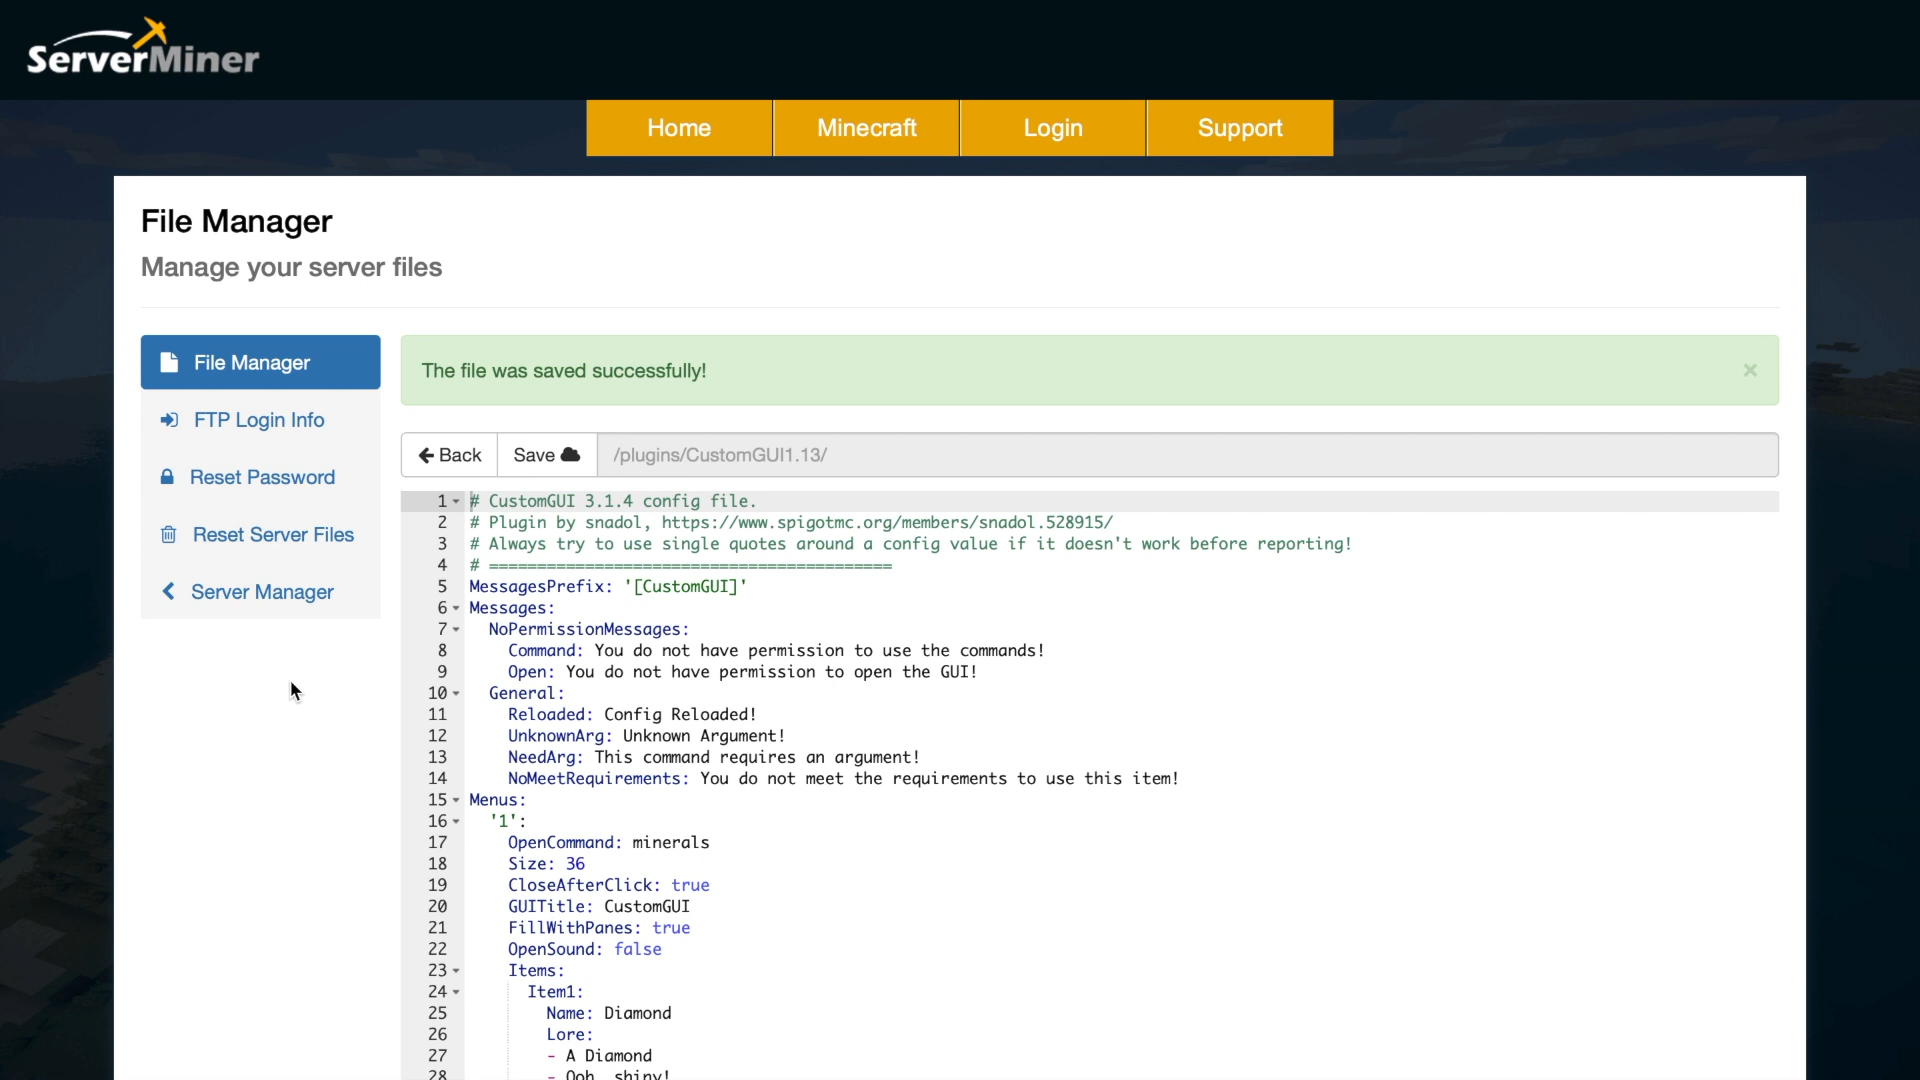 ServerMiner
Home
Minecraft
Login
Support
File Manager
Manage your server files
File Manager
FTP Login Info
Reset Password
Reset Server Files
Server Manager
The file was saved successfully!
×
Back
Save
/plugins/CustomGUI1.13/
1 # CustomGUI 3.1.4 config file.
2 # Plugin by snadol, https://www.spigotmc.org/members/snadol.528915/
3 # Always try to use single quotes around a config value if it doesn't work before reporting!
4 # ==========================================
5 MessagesPrefix: '[CustomGUI]'
6 Messages:
7 NoPermissionMessages:
8 Command: You do not have permission to use the commands!
9 Open: You do not have permission to open the GUI!
10 General:
11 Reloaded: Config Reloaded!
12 UnknownArg: Unknown Argument!
13 NeedArg: This command requires an argument!
14 NoMeetRequirements: You do not meet the requirements to use this item!
15 Menus:
16 '1':
17 OpenCommand: minerals
18 Size: 36
19 CloseAfterClick: true
20 GUITitle: CustomGUI
21 FillWithPanes: true
22 OpenSound: false
23 Items:
24 Item1:
25 Name: Diamond
26 Lore:
27 - A Diamond
28 - Ooh, shiny!